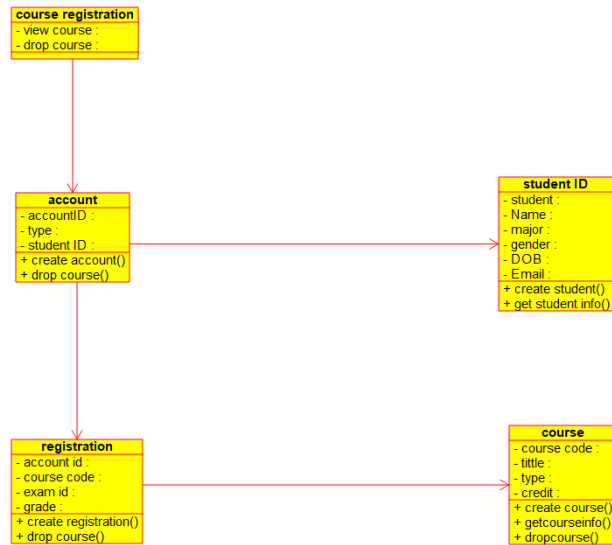 course registration
- view course :
- drop course :
account
- accountID :
- type :
- student ID :
+ create account()
+ drop course()
student ID
- student :
- Name :
- major :
- gender :
- DOB :
- Email :
+ create student()
+ get student info()
registration
- account id :
- course code :
- exam id :
- grade :
+ create registration()
+ drop course()
course
- course code :
- tittle :
- type :
- credit :
+ create course()
+ getcourseinfo()
+ dropcourse()